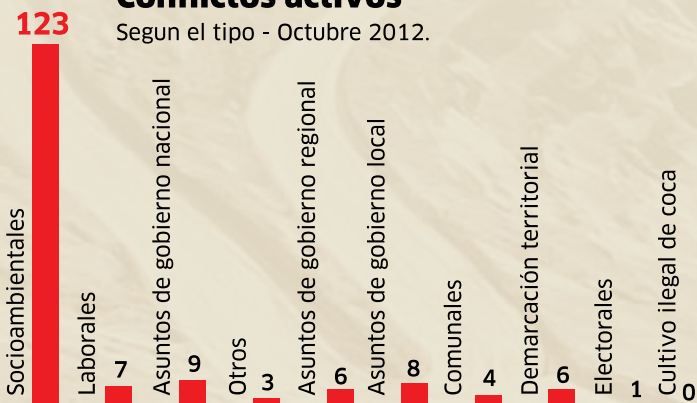 Conflictos activos
Segun el tipo - Octubre 2012.
123
Socioambientales
7
Laborales
9
Asuntos de gobierno nacional
3
Otros
6
Asuntos de gobierno regional
8
Asuntos de gobierno local
4
Comunales
6
Demarcación territorial
1
Electorales
0
Cultivo ilegal de coca